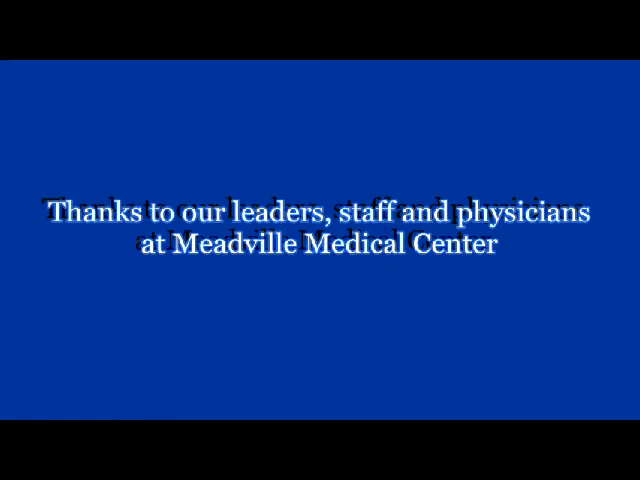 Thanks to our leaders, staff and physicians
at Meadville Medical Center